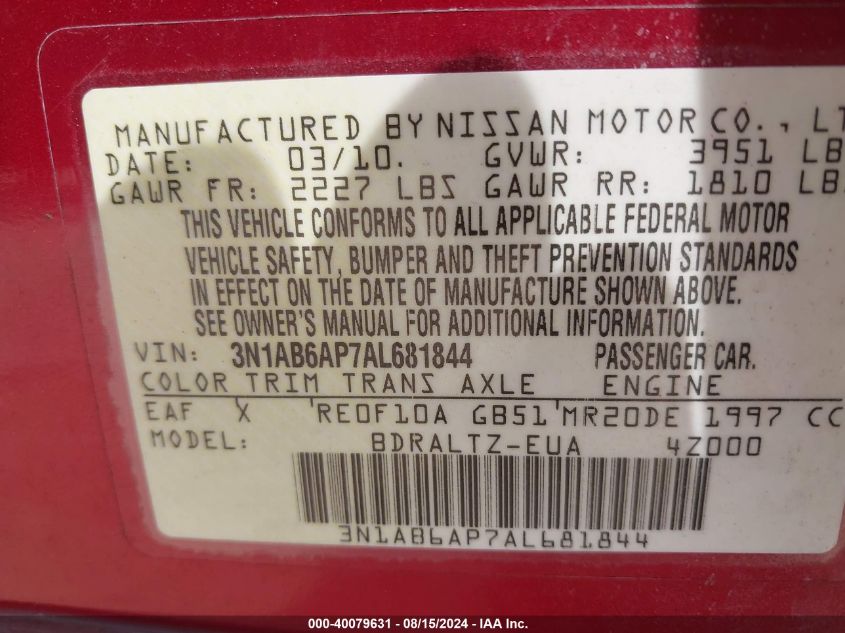 MANUFACTURED BY NISSAN MOTOR CO., LT
DATE: 03/10. GVWR: 3951 LB
GAWR FR: 2227 LBS GAWR RR: 1810 LBS
THIS VEHICLE CONFORMS TO ALL APPLICABLE FEDERAL MOTOR
VEHICLE SAFETY, BUMPER AND THEFT PREVENTION STANDARDS
IN EFFECT ON THE DATE OF MANUFACTURE SHOWN ABOVE.
SEE OWNER'S MANUAL FOR ADDITIONAL INFORMATION.
VIN: 3N1AB6AP7AL681844 PASSENGER CAR.
COLOR TRIM TRANS AXLE ENGINE
EAF X RE0F10A GB51 MR20DE 1997 CC
MODEL: BDRALTZ-EUA 4Z000
3N1AB6AP7AL681844
000-40079631 - 08/15/2024 - IAA Inc.